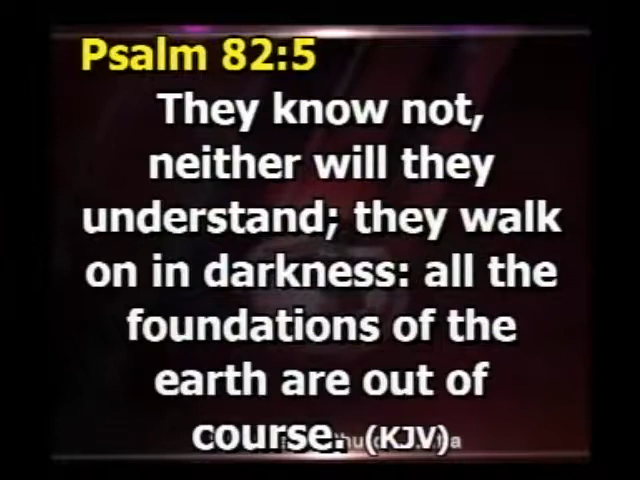 Psalm 82:5
They know not,
neither will they
understand; they walk
on in darkness: all the
foundations of the
earth are out of
course. (KJV)